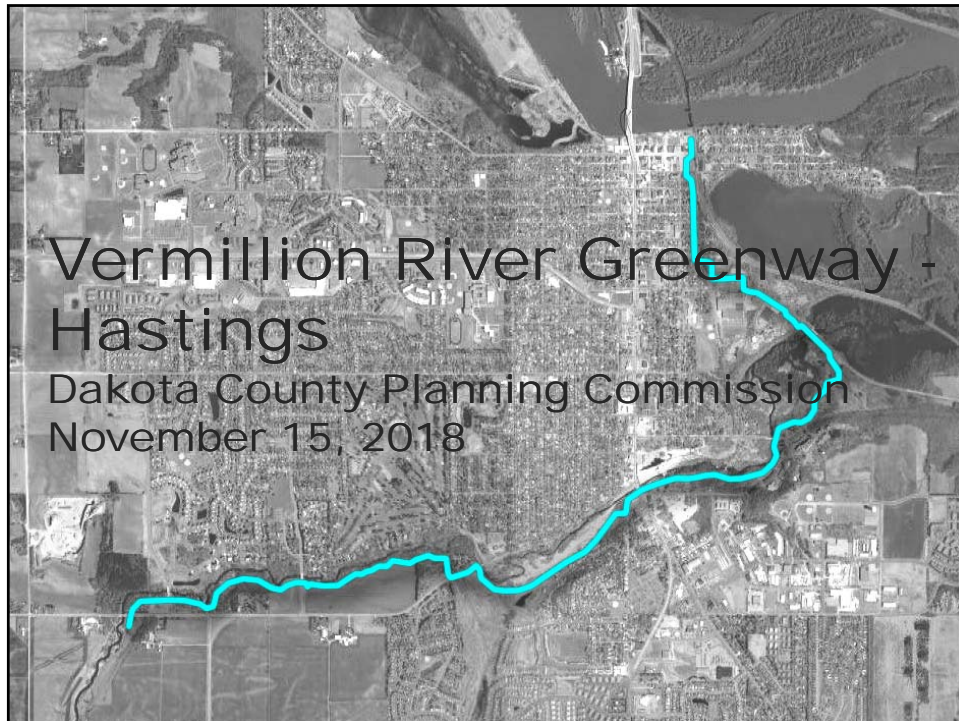 Vermillion River Greenway -
Hastings
Dakota County Planning Commission
November 15, 2018